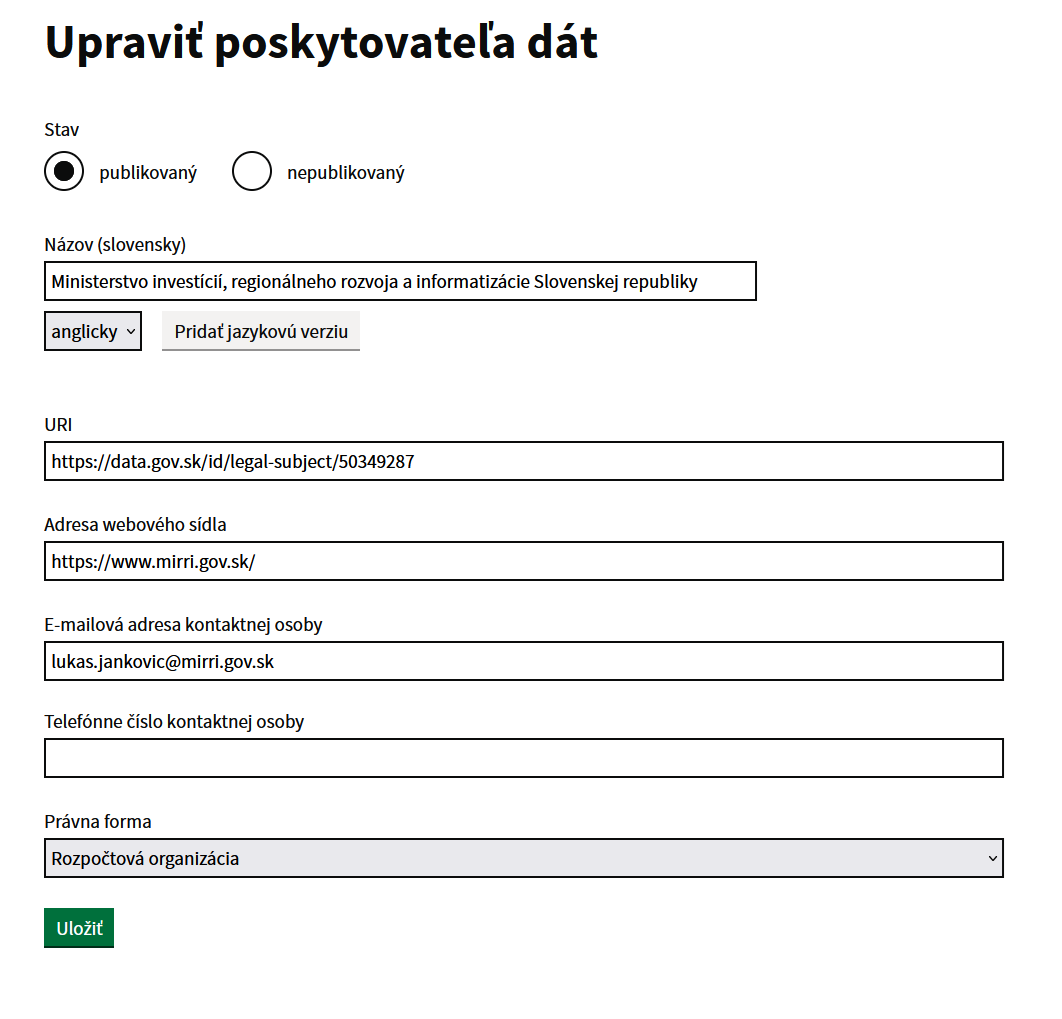 Upraviť poskytovateľa dát
Stav
publikovaný
nepublikovaný
Názov (slovensky)
Ministerstvo investícií, regionálneho rozvoja a informatizácie Slovenskej republiky
anglicky
Pridať jazykovú verziu
URI
https://data.gov.sk/id/legal-subject/50349287
Adresa webového sídla
https://www.mirri.gov.sk/
E-mailová adresa kontaktnej osoby
lukas.jankovic@mirri.gov.sk
Telefónne číslo kontaktnej osoby
Právna forma
Rozpočtová organizácia
Uložiť